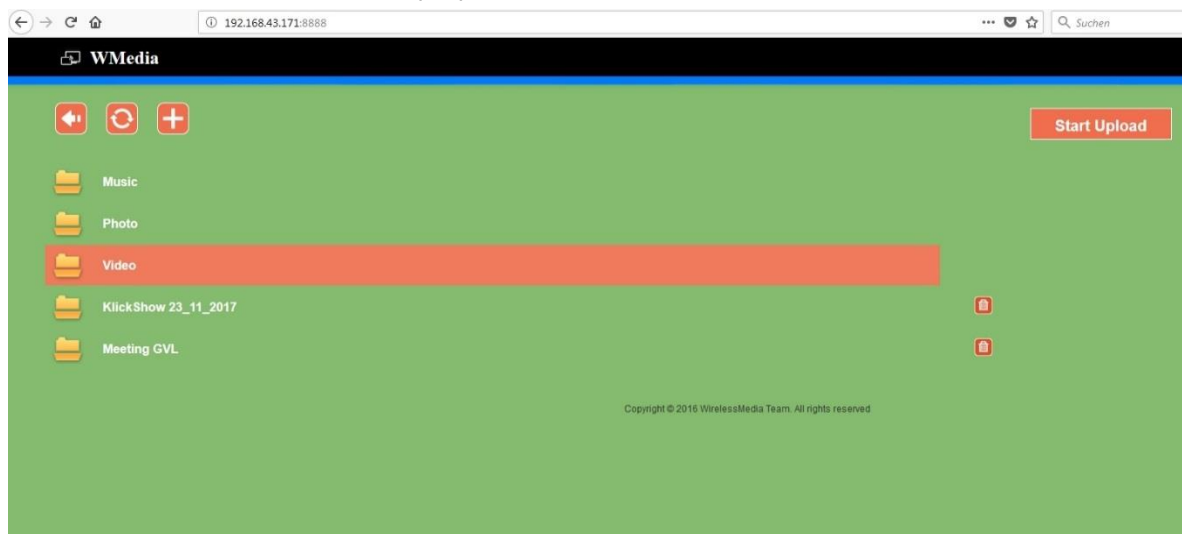 192.168.43.171:8888
Suchen
WMedia
Start Upload
Music
Photo
Video
KlickShow 23_11_2017
Meeting GVL
Copyright © 2016 WirelessMedia Team. All rights reserved